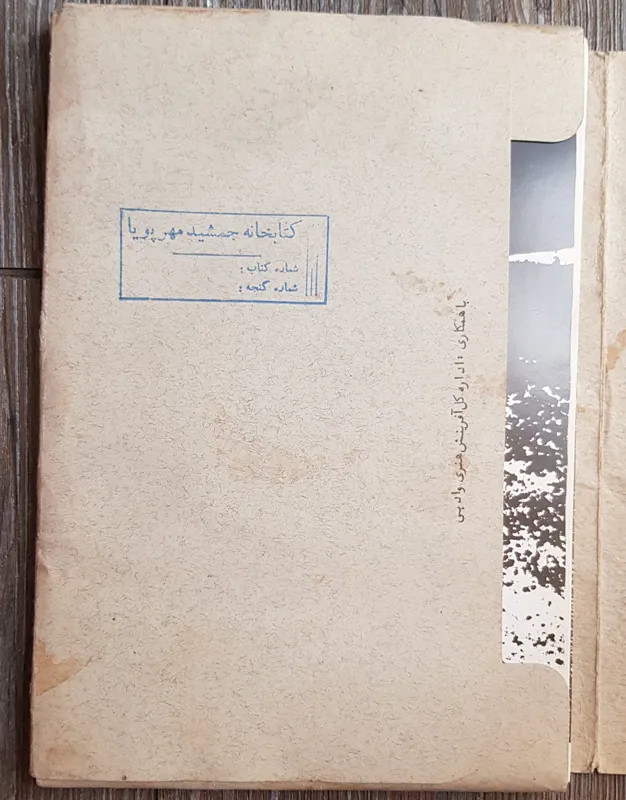 کتابخانه جمشید مهرپویا
شماره کتاب :
شماره گنجه :
با همکاری : اداره کل آفرینش هنری و ادبی